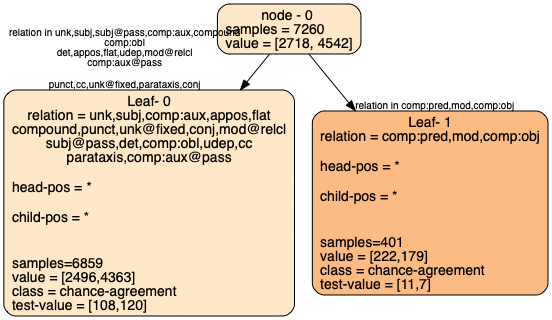 node - 0
samples = 7260
value = [2718, 4542]
relation in unk,subj,subj@pass,comp:aux,compound
comp:obl
det,appos,flat,udep,mod@relcl
comp:aux@pass
punct,cc,unk@fixed,parataxis,conj
relation in comp:pred,mod,comp:obj
Leaf- 0
relation = unk,subj,comp:aux,appos,flat
compound,punct,unk@fixed,conj,mod@relcl
subj@pass,det,comp:obl,udep,cc
parataxis,comp:aux@pass
head-pos = *
child-pos = *
samples=6859
value = [2496,4363]
class = chance-agreement
test-value = [108,120]
Leaf- 1
relation = comp:pred,mod,comp:obj
head-pos = *
child-pos = *
samples=401
value = [222,179]
class = chance-agreement
test-value = [11,7]